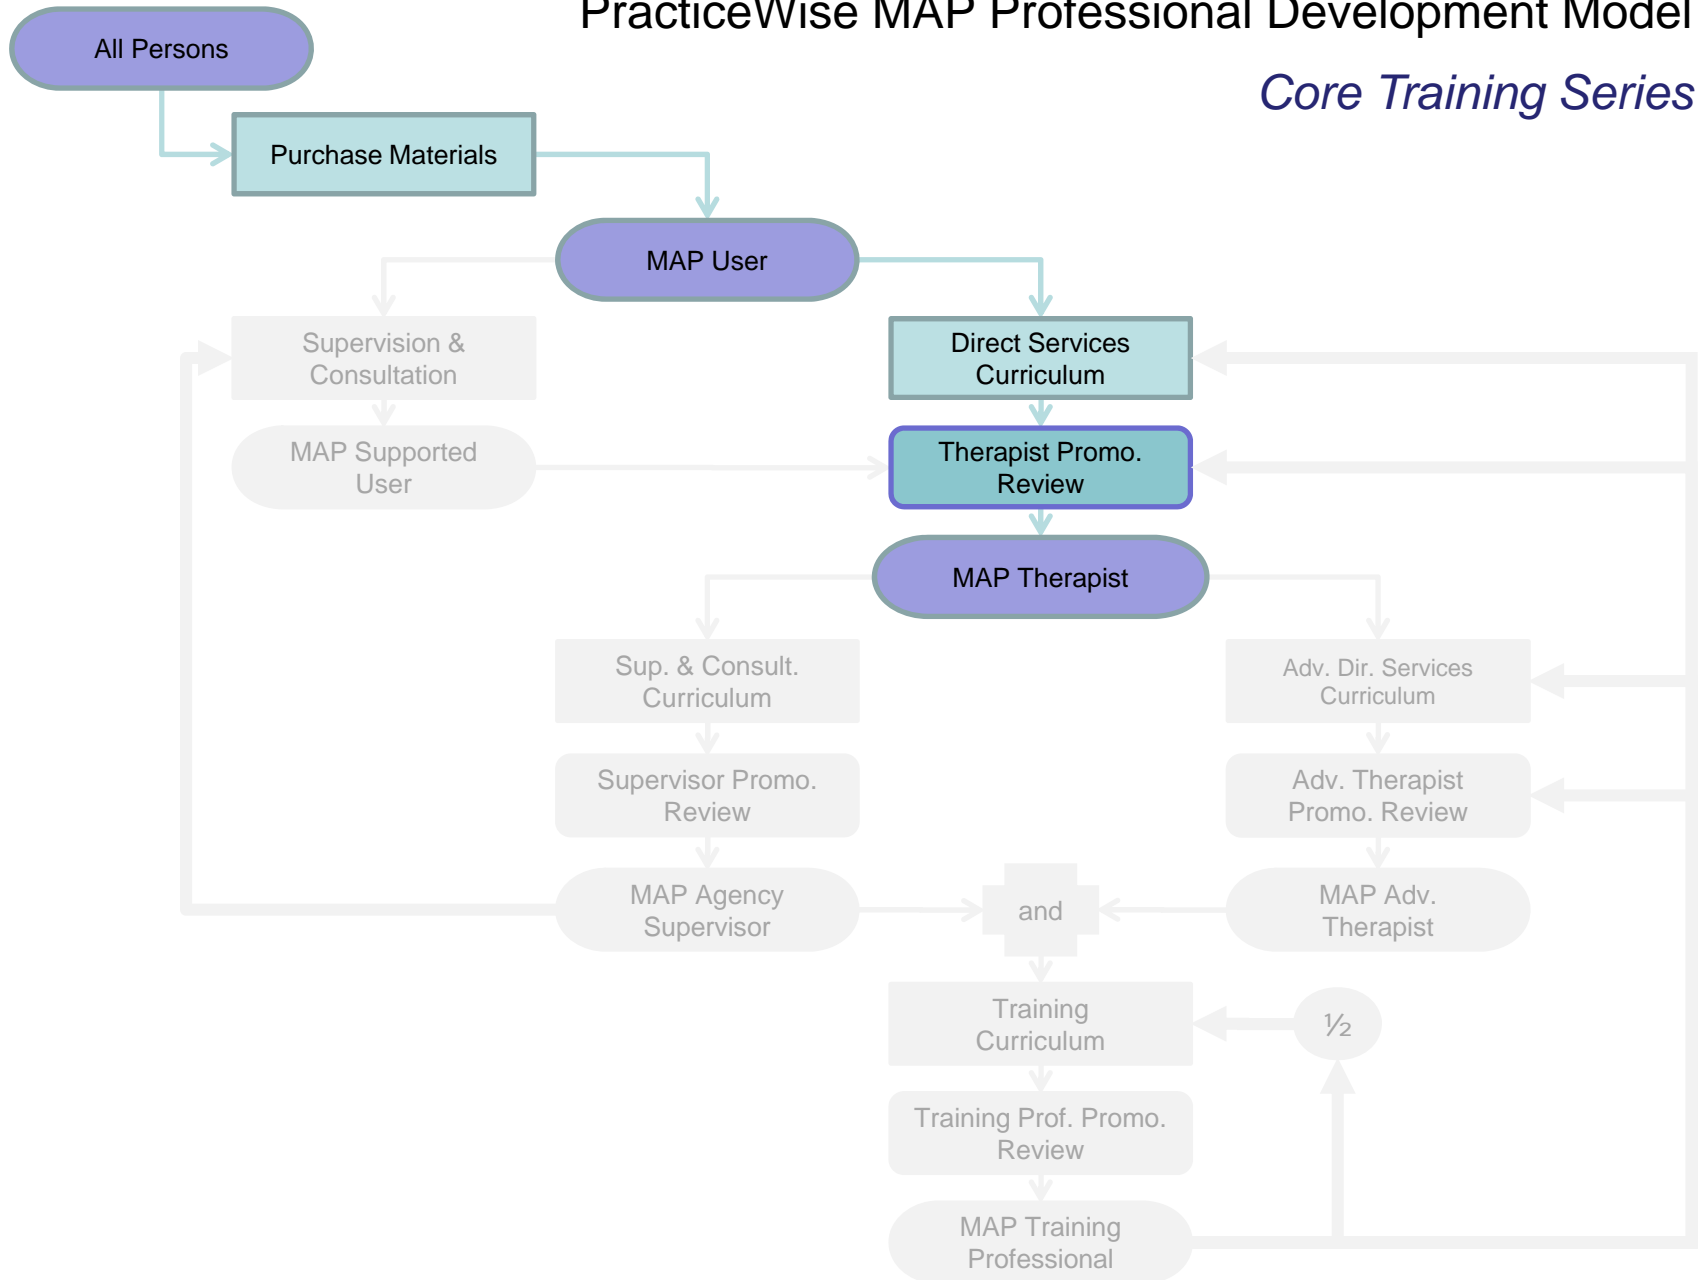 PracticeWise MAP Professional Development Model
Core Training Series
All Persons
Purchase Materials
MAP User
Supervision &
Consultation
Direct Services
Curriculum
MAP Supported
User
Therapist Promo.
Review
MAP Therapist
Sup. & Consult.
Curriculum
Adv. Dir. Services
Curriculum
Supervisor Promo.
Review
Adv. Therapist
Promo. Review
MAP Agency
Supervisor
and
MAP Adv.
Therapist
Training
Curriculum
½
Training Prof. Promo.
Review
MAP Training
Professional